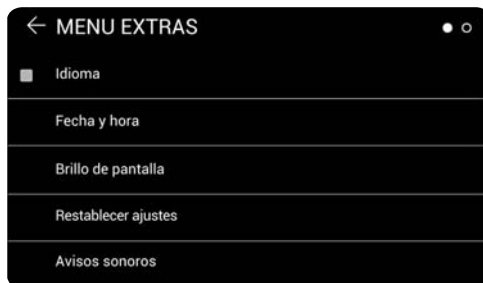 MENU EXTRAS
Idioma
Fecha y hora
Brillo de pantalla
Restablecer ajustes
Avisos sonoros